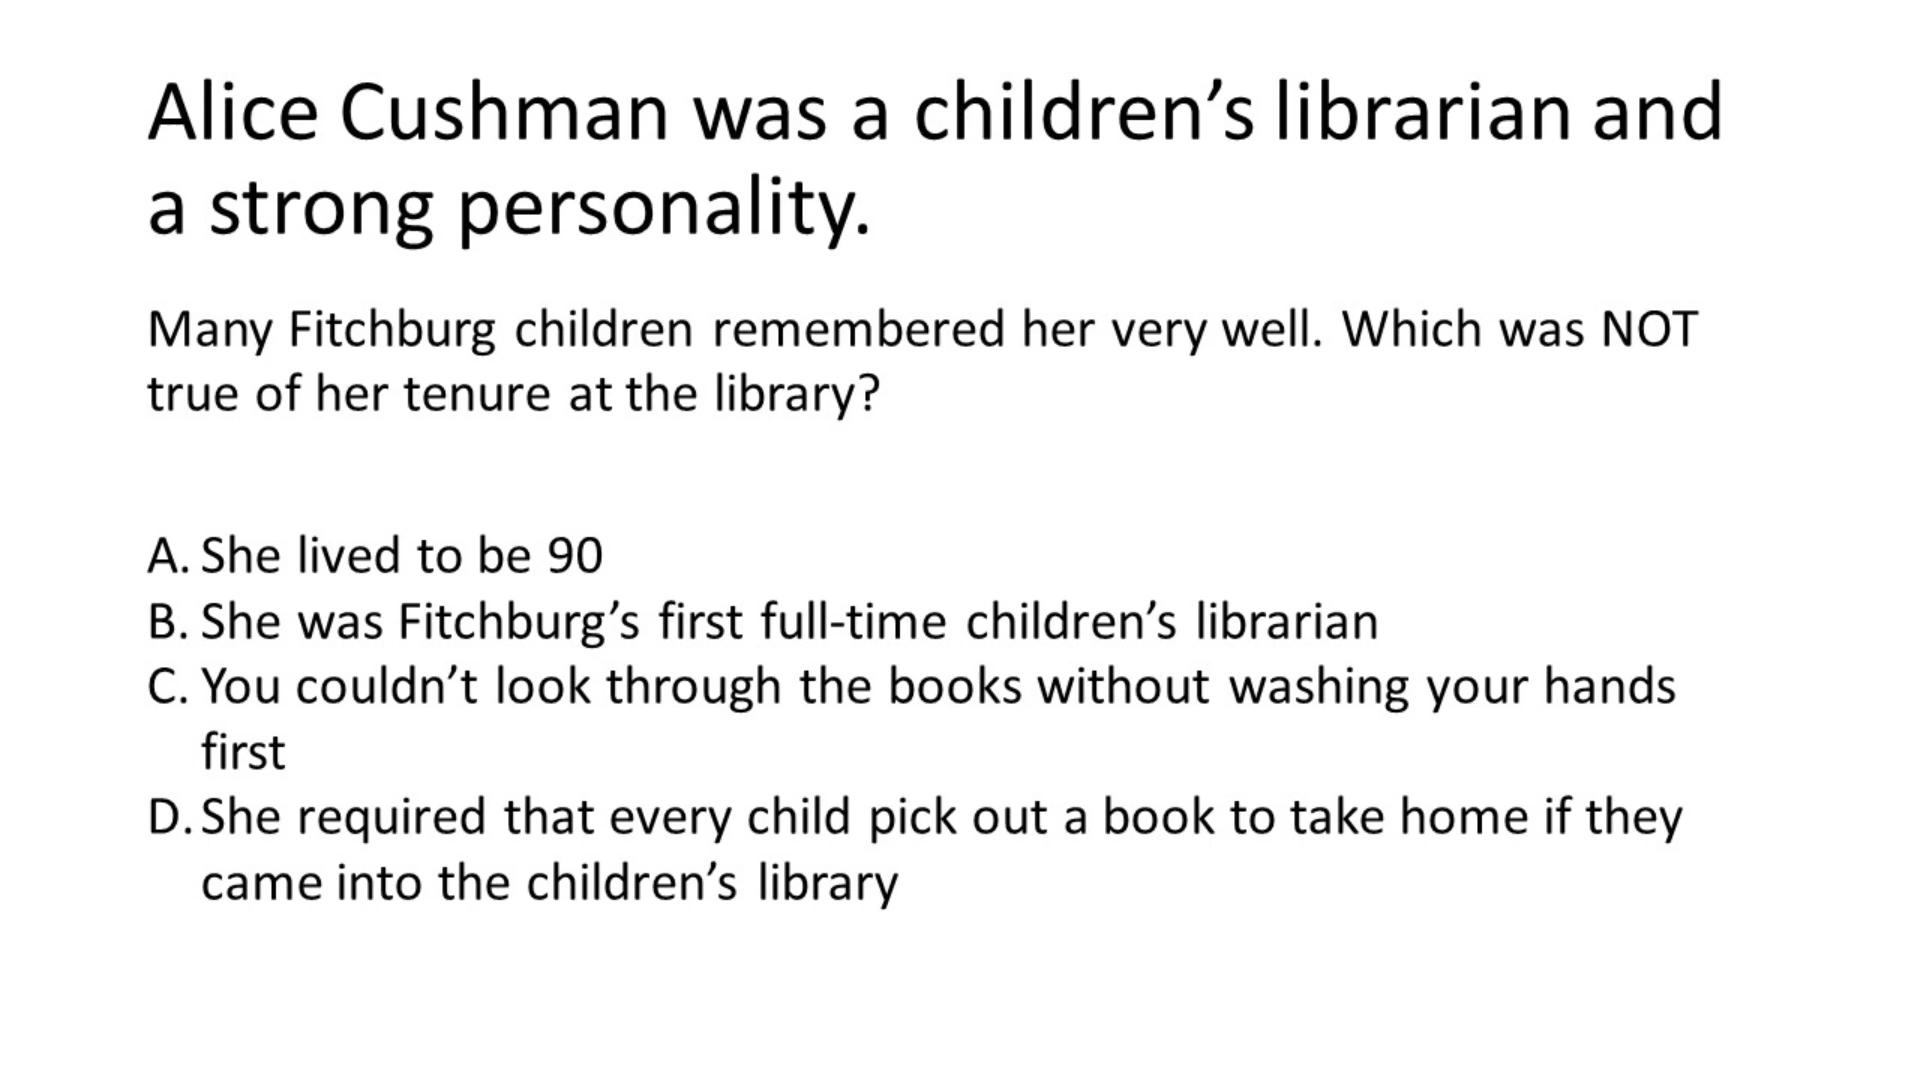 Alice Cushman was a children’s librarian and
a strong personality.
Many Fitchburg children remembered her very well. Which was NOT
true of her tenure at the library?
A. She lived to be 90
B. She was Fitchburg’s first full-time children’s librarian
C. You couldn’t look through the books without washing your hands
first
D. She required that every child pick out a book to take home if they
came into the children’s library